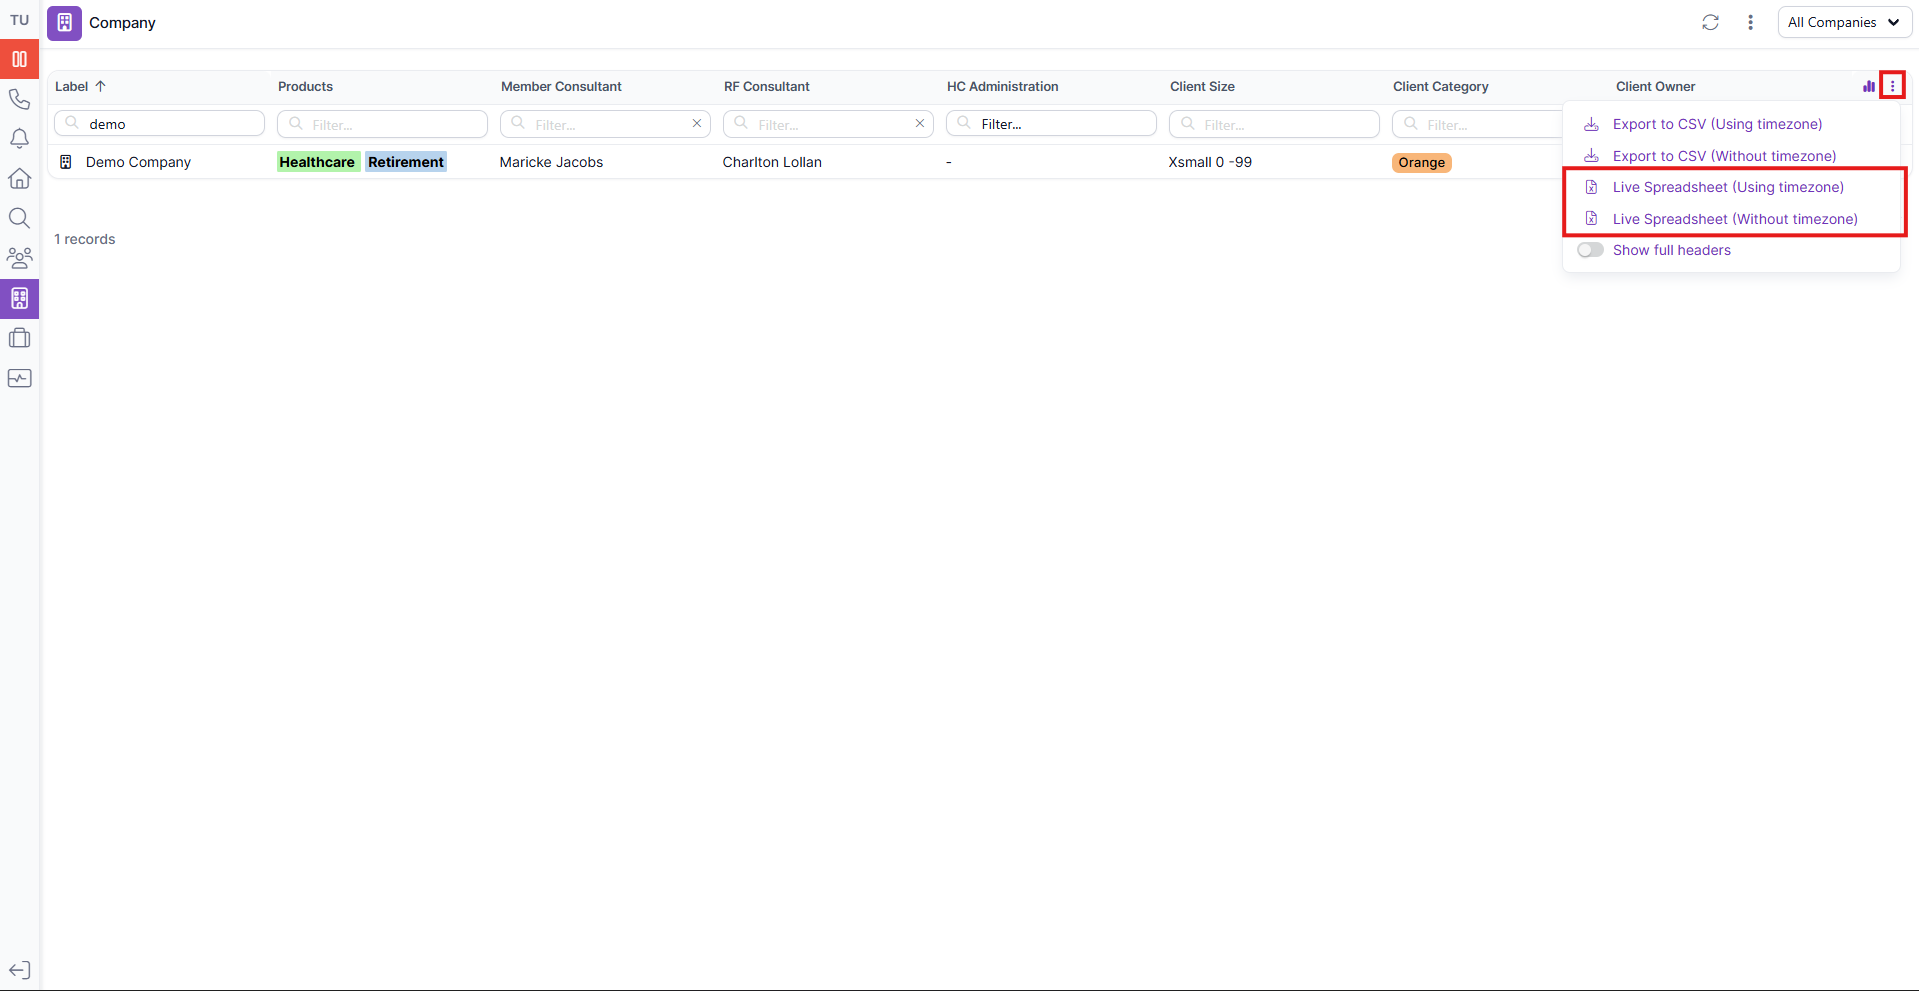 TU
Company
All Companies
Label Products Member Consultant RF Consultant HC Administration Client Size Client Category Client Owner
demo Filter... Filter... Filter... Filter... Filter... Filter...
Export to CSV (Using timezone)
Export to CSV (Without timezone)
Live Spreadsheet (Using timezone)
Live Spreadsheet (Without timezone)
Show full headers
Demo Company Healthcare Retirement Maricke Jacobs Charlton Lollan - Xsmall 0 -99 Orange
1 records